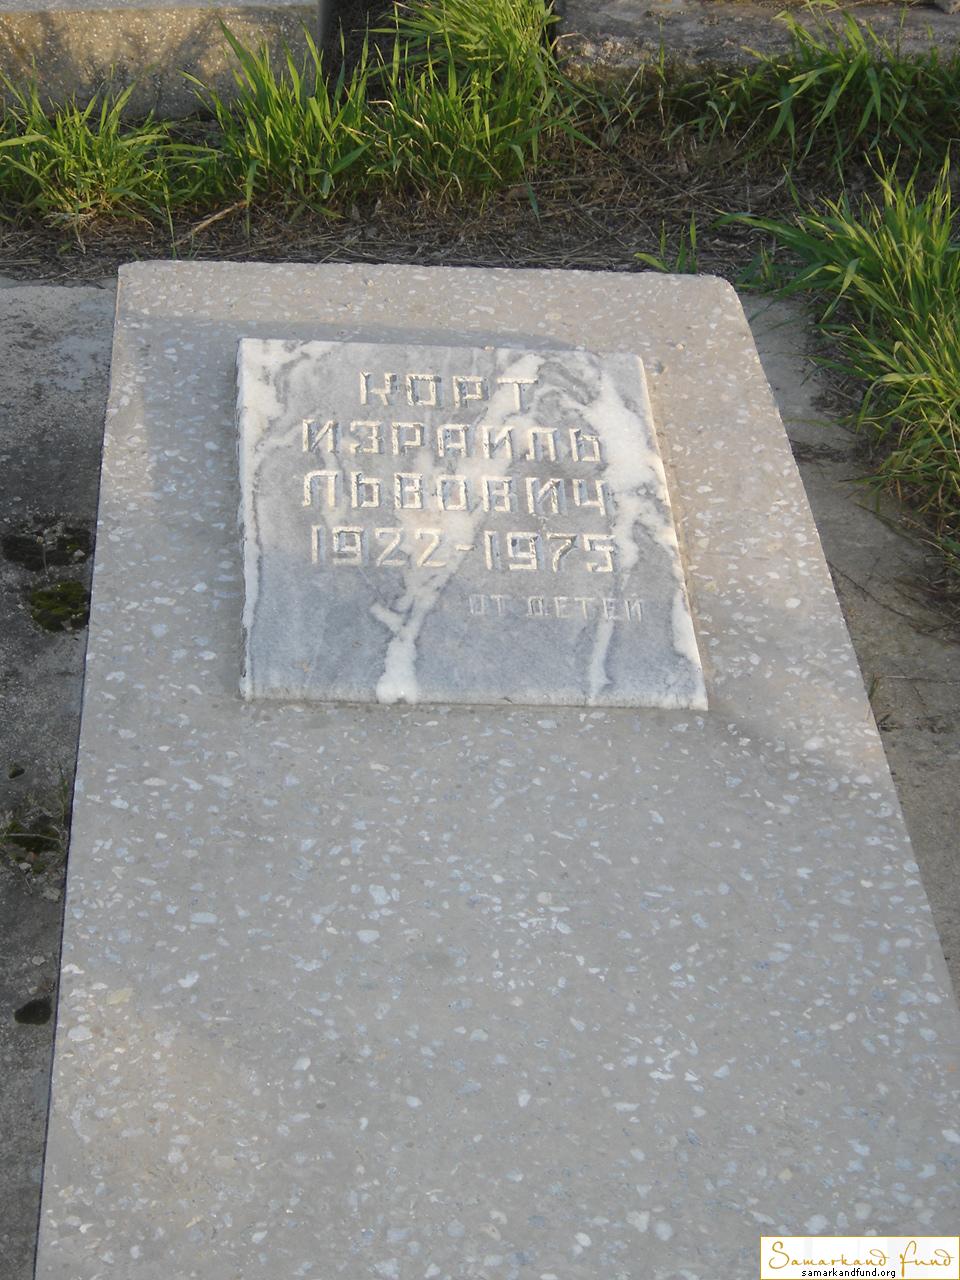 КОРТ
ИЗРАИЛЬ
ЛЬВОВИЧ
1922-1975
ОТ ДЕТЕЙ
Samarkand fund
samarkandfund.org